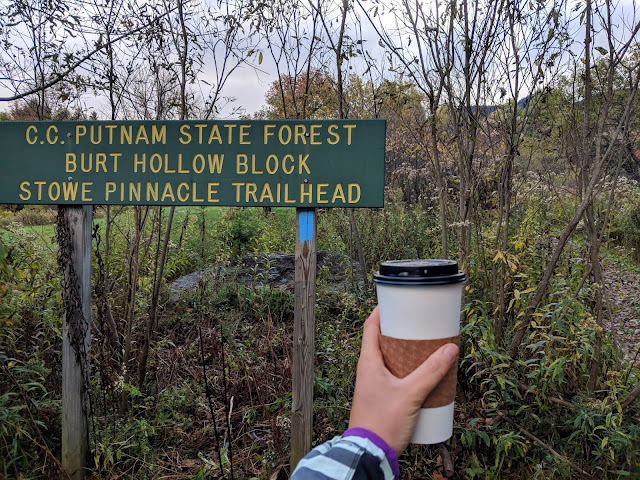 C.C. PUTNAM STATE FOREST
BURT HOLLOW BLOCK
STOWE PINNACLE TRAILHEAD